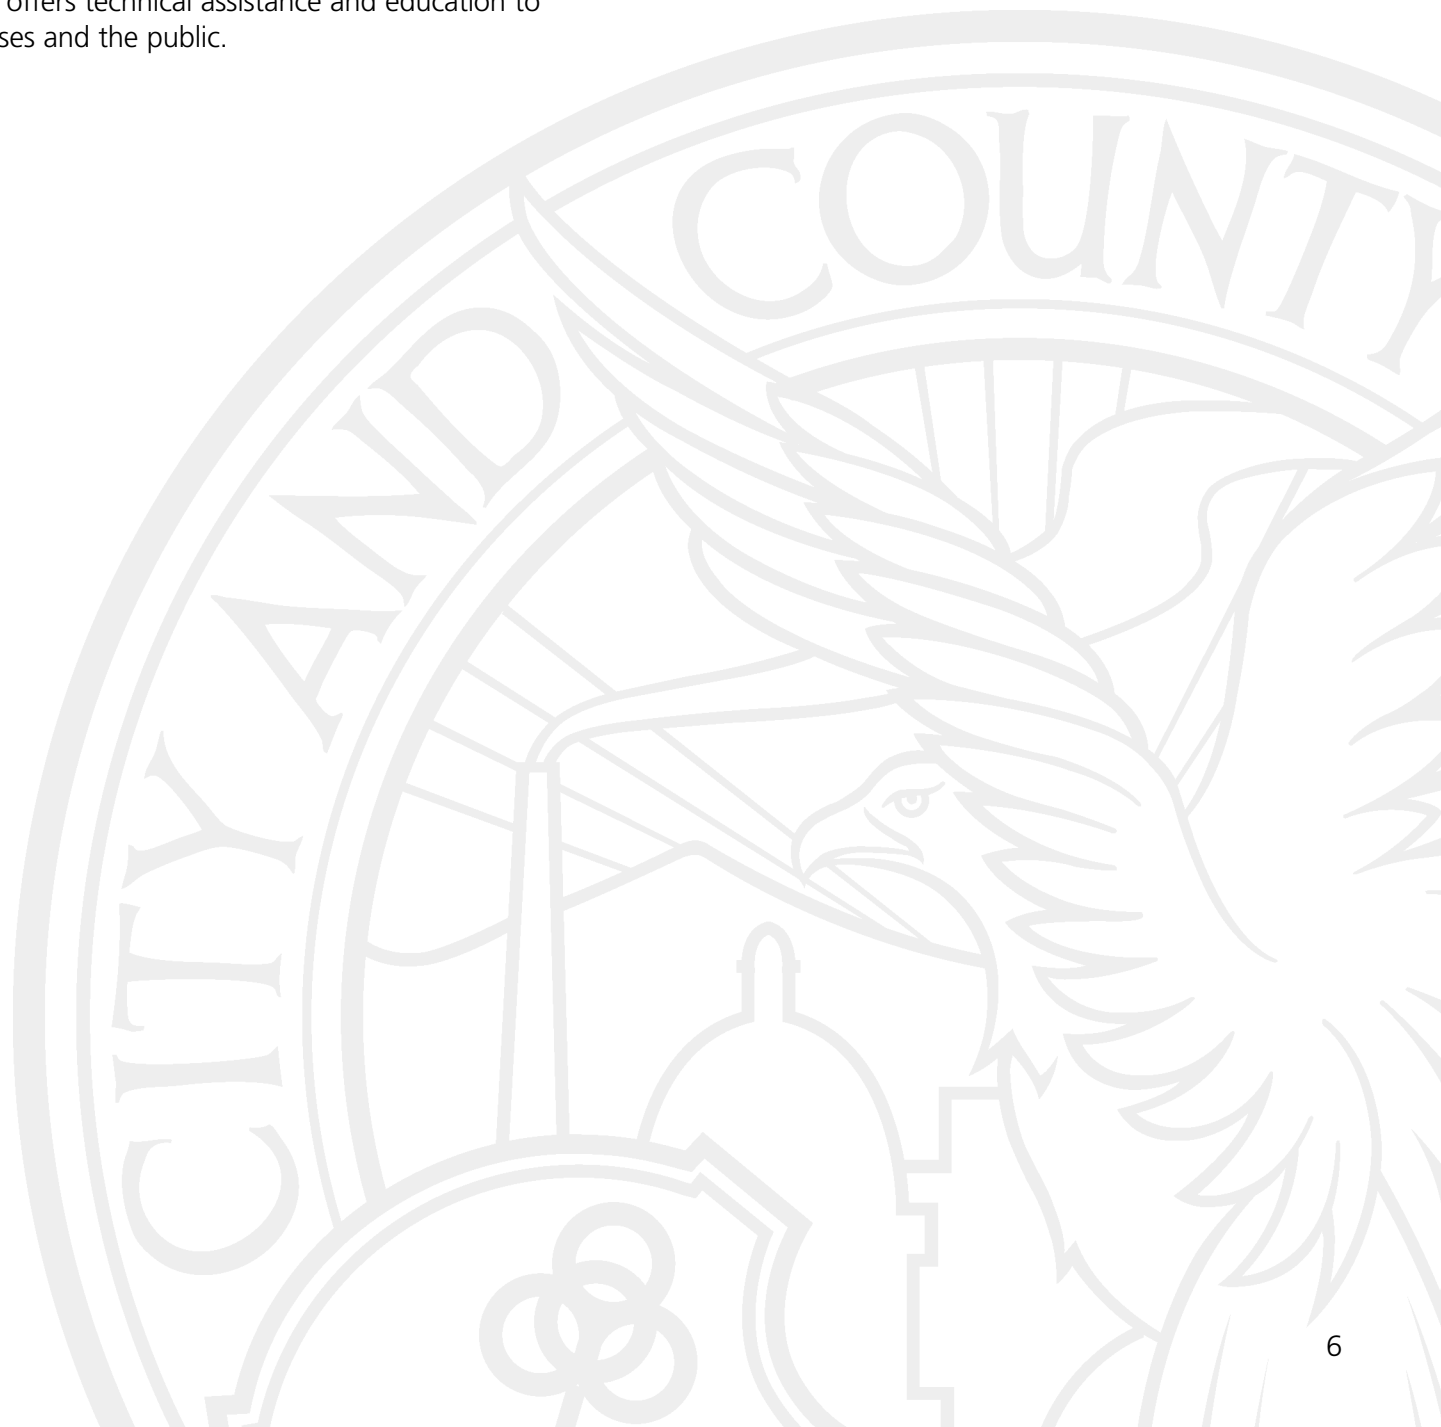 offers technical assistance and education to
ses and the public.
CITY AND COUNTY
6